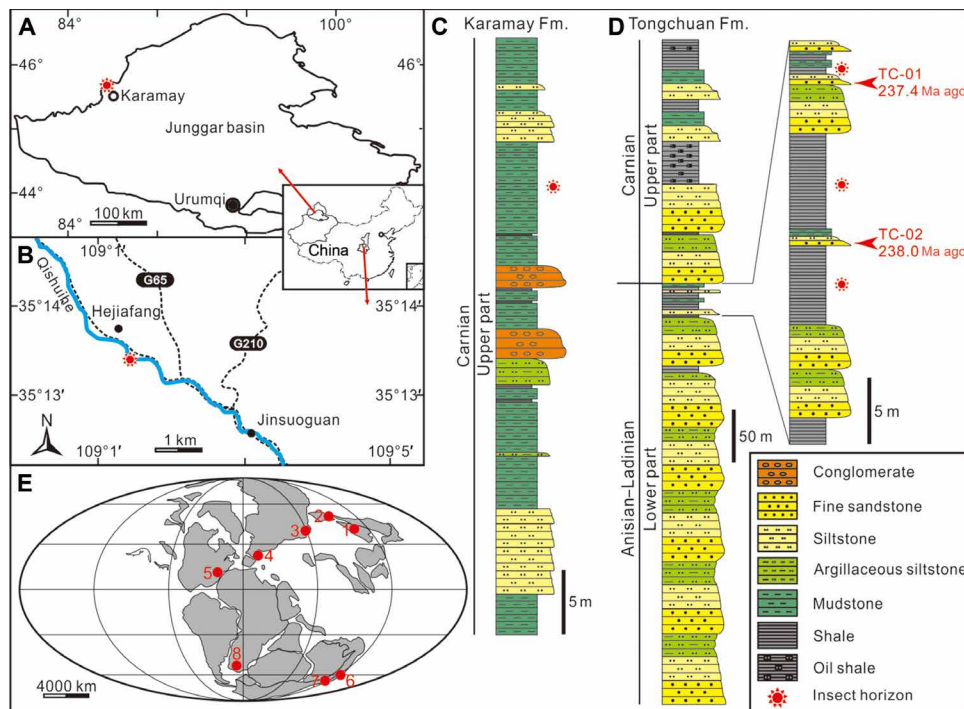 A
84°
100°
46°
46°
Karamay
Junggar basin
44°
44°
Urumqi
84°
100 km
China
B
109°1′
Qishuihe
G65
35°14′
35°14′
Hejiafang
G210
35°13′
35°13′
N
Jinsuoguan
1 km
109°1′
109°5′
E
1
2
3
4
5
6
7
8
4000 km
C
Karamay Fm.
Carnian
Upper part
5 m
D
Tongchuan Fm.
Carnian
Upper part
Anisian–Ladinian
Lower part
50 m
TC-01
237.4 Ma ago
TC-02
238.0 Ma ago
5 m
Conglomerate
Fine sandstone
Siltstone
Argillaceous siltstone
Mudstone
Shale
Oil shale
Insect horizon